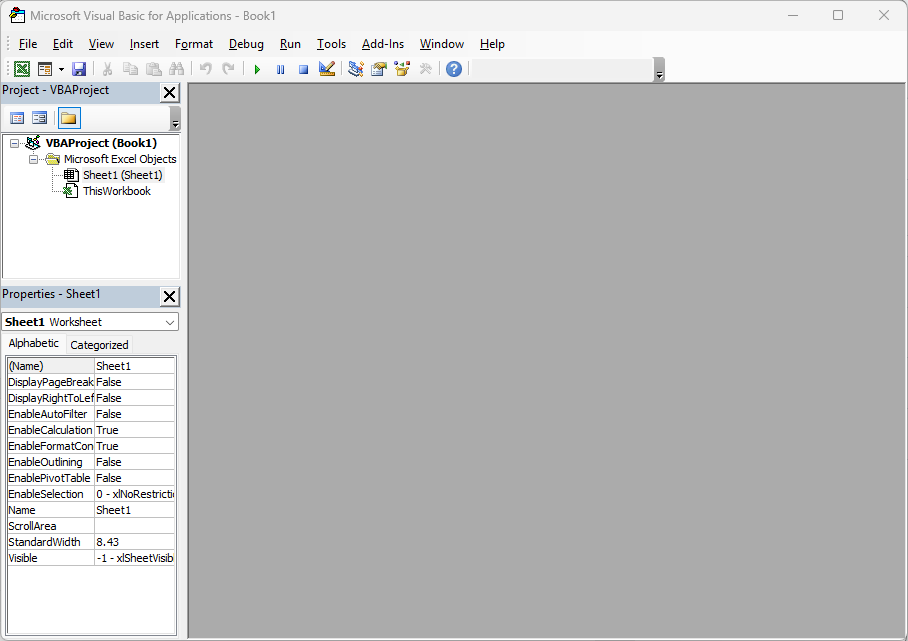 Microsoft Visual Basic for Applications - Book1
File Edit View Insert Format Debug Run Tools Add-Ins Window Help
Project - VBAProject
VBAProject (Book1)
Microsoft Excel Objects
Sheet1 (Sheet1)
ThisWorkbook
Properties - Sheet1
Sheet1 Worksheet
Alphabetic Categorized
(Name) Sheet1
DisplayPageBreak False
DisplayRightToLef False
EnableAutoFilter False
EnableCalculation True
EnableFormatCon True
EnableOutlining False
EnablePivotTable False
EnableSelection 0 - xlNoRestrictio
Name Sheet1
ScrollArea
StandardWidth 8.43
Visible -1 - xlSheetVisib